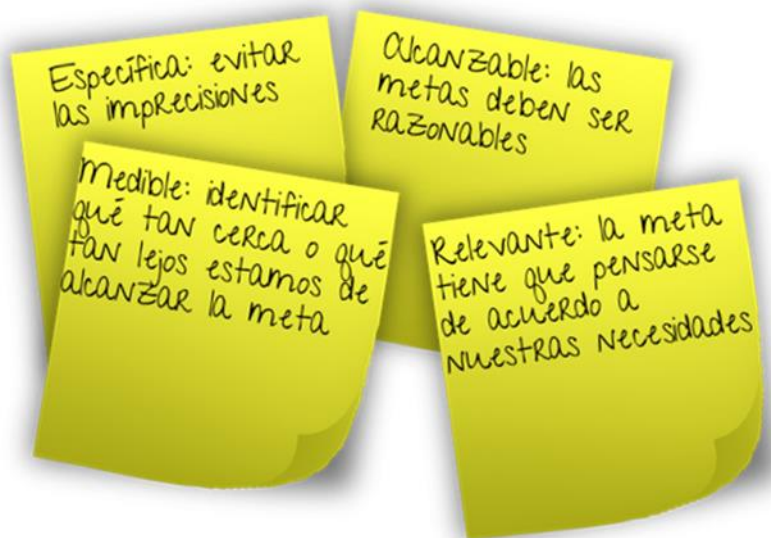 Específica: evitar
las imprecisiones
Alcanzable: las
metas deben ser
razonables
Medible: identificar
qué tan cerca o qué
tan lejos estamos de
alcanzar la meta
Relevante: la meta
tiene que pensarse
de acuerdo a
nuestras necesidades